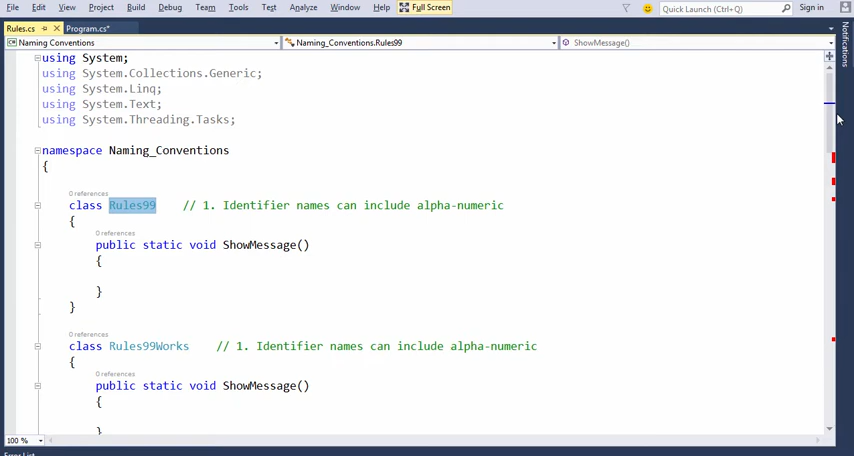 File Edit View Project Build Debug Team Tools Test Analyze Window Help Full Screen Quick Launch (Ctrl+Q) Sign in
Rules.cs Program.cs*
C# Naming Conventions Naming_Conventions.Rules99 ShowMessage()
Notifications
using System;
using System.Collections.Generic;
using System.Linq;
using System.Text;
using System.Threading.Tasks;
namespace Naming_Conventions
{
0 references
class Rules99 // 1. Identifier names can include alpha-numeric
{
0 references
public static void ShowMessage()
{
}
}
0 references
class Rules99Works // 1. Identifier names can include alpha-numeric
{
0 references
public static void ShowMessage()
{
}
100 %
Error List